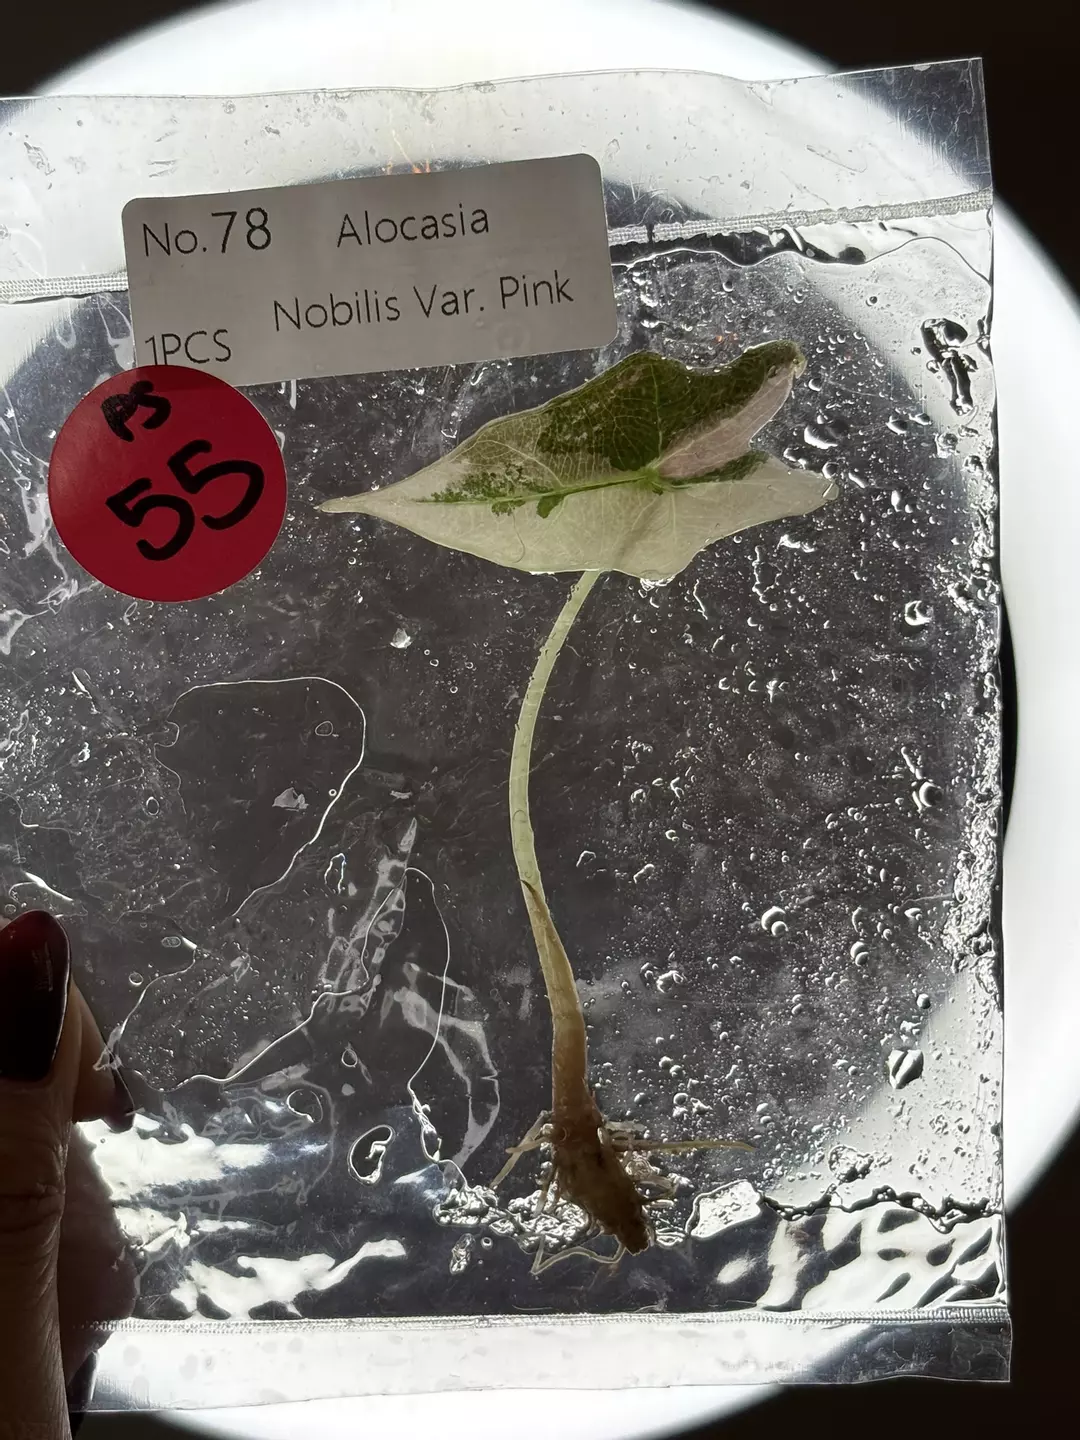 No.78 Alocasia
Nobilis Var. Pink
1PCS
PS
55